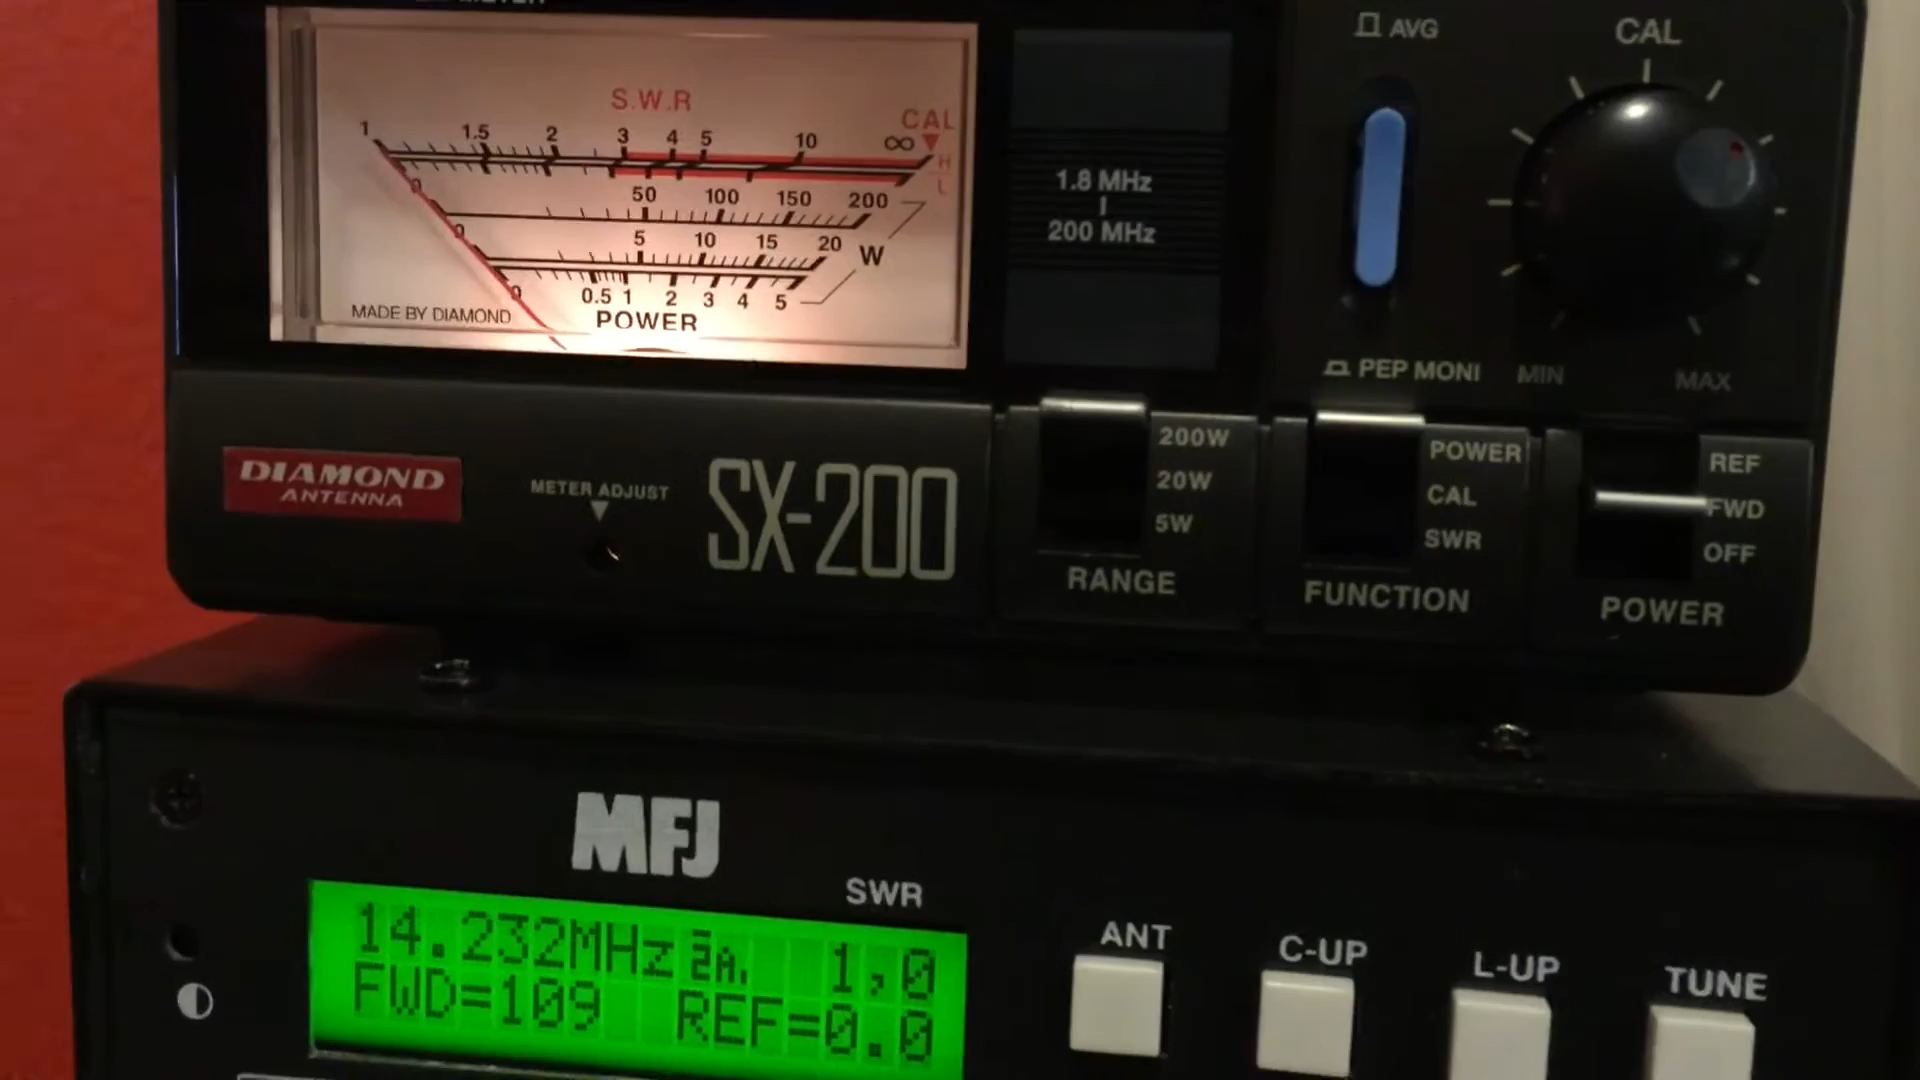 AVG
CAL
S.W.R
CAL
1 1.5 2 3 4 5 10 ∞
H
L
0 50 100 150 200
0 5 10 15 20
W
0 0.5 1 2 3 4 5
MADE BY DIAMOND
POWER
1.8 MHz
200 MHz
PEP MONI
MIN
MAX
DIAMOND
ANTENNA
METER ADJUST
SX-200
200W
20W
5W
RANGE
POWER
CAL
SWR
FUNCTION
REF
FWD
OFF
POWER
MFJ
SWR
14.232MHz 2A. 1,0
FWD=109 REF=0.0
ANT
C-UP
L-UP
TUNE